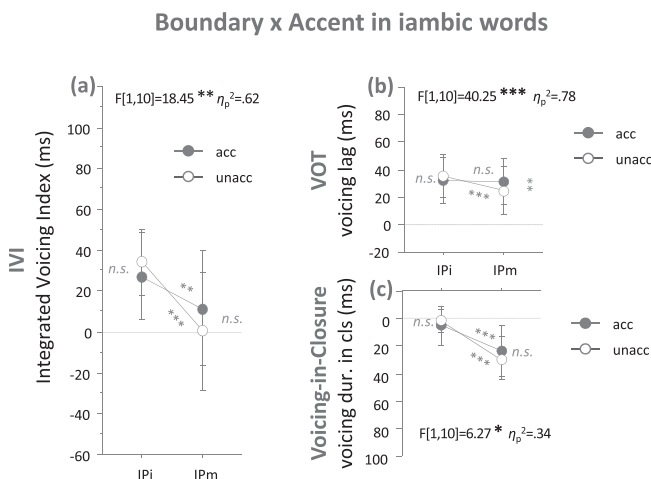 Boundary x Accent in iambic words
(a)
F[1,10]=18.45 ** ηp²=.62
IVI
Integrated Voicing Index (ms)
100
80
60
40
20
0
-20
-40
-60
acc
unacc
n.s.
**
***
n.s.
IPi
IPm
(b)
F[1,10]=40.25 *** ηp²=.78
VOT
voicing lag (ms)
80
60
40
20
0
-20
acc
unacc
n.s.
n.s.
***
**
IPi
IPm
(c)
Voicing-in-Closure
voicing dur. in cls (ms)
0
20
40
60
80
100
acc
unacc
n.s.
***
***
n.s.
F[1,10]=6.27 * ηp²=.34